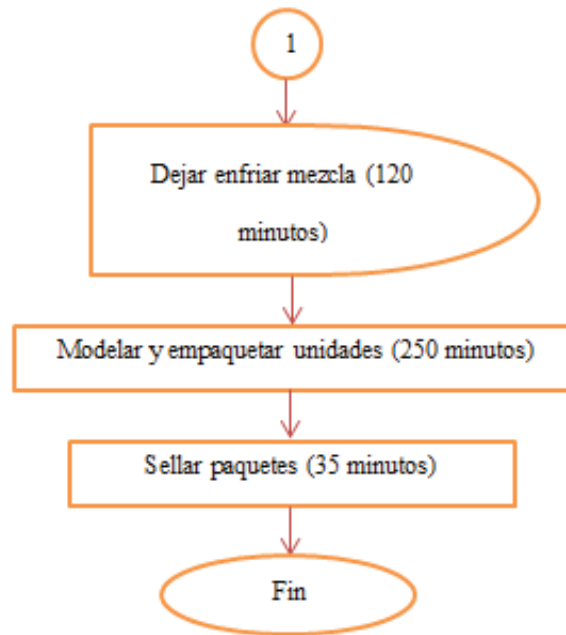 1
Dejar enfriar mezcla (120
minutos)
Modelar y empaquetar unidades (250 minutos)
Sellar paquetes (35 minutos)
Fin